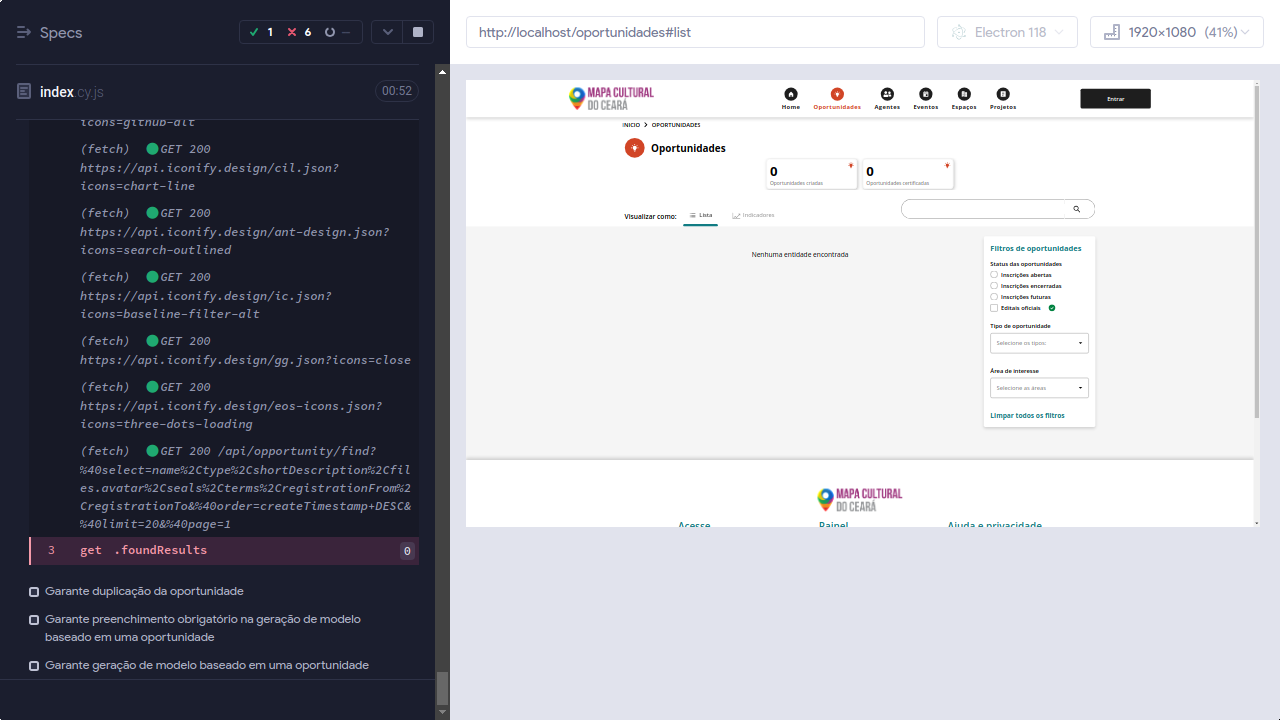 Specs
1
6
--
index.cy.js
00:52
icons=github-alt
(fetch) GET 200
https://api.iconify.design/cil.json?
icons=chart-line
(fetch) GET 200
https://api.iconify.design/ant-design.json?
icons=search-outlined
(fetch) GET 200
https://api.iconify.design/ic.json?
icons=baseline-filter-alt
(fetch) GET 200
https://api.iconify.design/gg.json?icons=close
(fetch) GET 200
https://api.iconify.design/eos-icons.json?
icons=three-dots-loading
(fetch) GET 200 /api/opportunity/find?
%40select=name%2Ctype%2CshortDescription%2Cfil
es.avatar%2Cseals%2Cterms%2CregistrationFrom%2
CregistrationTo&%40order=createTimestamp+DESC&
%40limit=20&%40page=1
3 get .foundResults 0
Garante duplicação da oportunidade
Garante preenchimento obrigatório na geração de modelo
baseado em uma oportunidade
Garante geração de modelo baseado em uma oportunidade
http://localhost/oportunidades#list
Electron 118
1920×1080 (41%)
MAPA CULTURAL
DO CEARÁ
Home
Oportunidades
Agentes
Eventos
Espaços
Projetos
Entrar
INICIO > OPORTUNIDADES
Oportunidades
0
Oportunidades criadas
0
Oportunidades certificadas
Visualizar como:
Lista
Indicadores
Nenhuma entidade encontrada
Filtros de oportunidades
Status das oportunidades
Inscrições abertas
Inscrições encerradas
Inscrições futuras
Editais oficiais
Tipo de oportunidade
Selecione os tipos:
Área de interesse
Selecione as áreas
Limpar todos os filtros
MAPA CULTURAL
DO CEARÁ
Acesse
Painel
Ajuda e privacidade